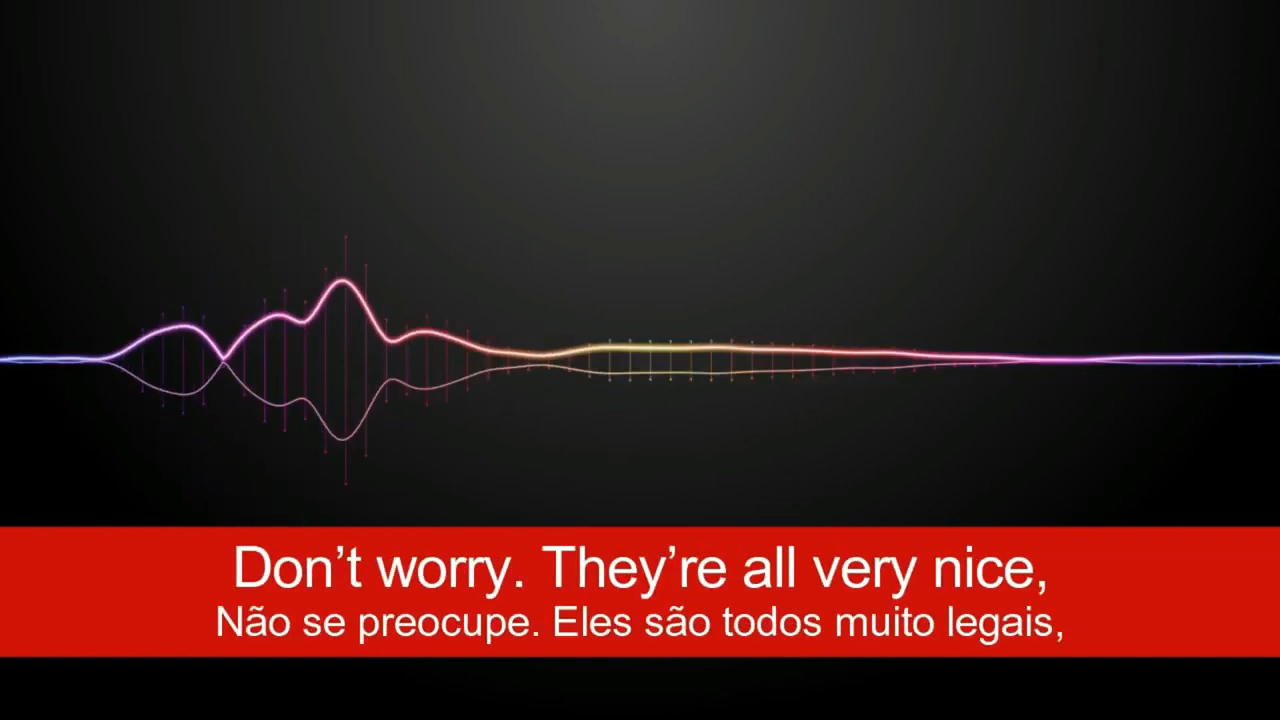 Don’t worry. They’re all very nice,
Não se preocupe. Eles são todos muito legais,